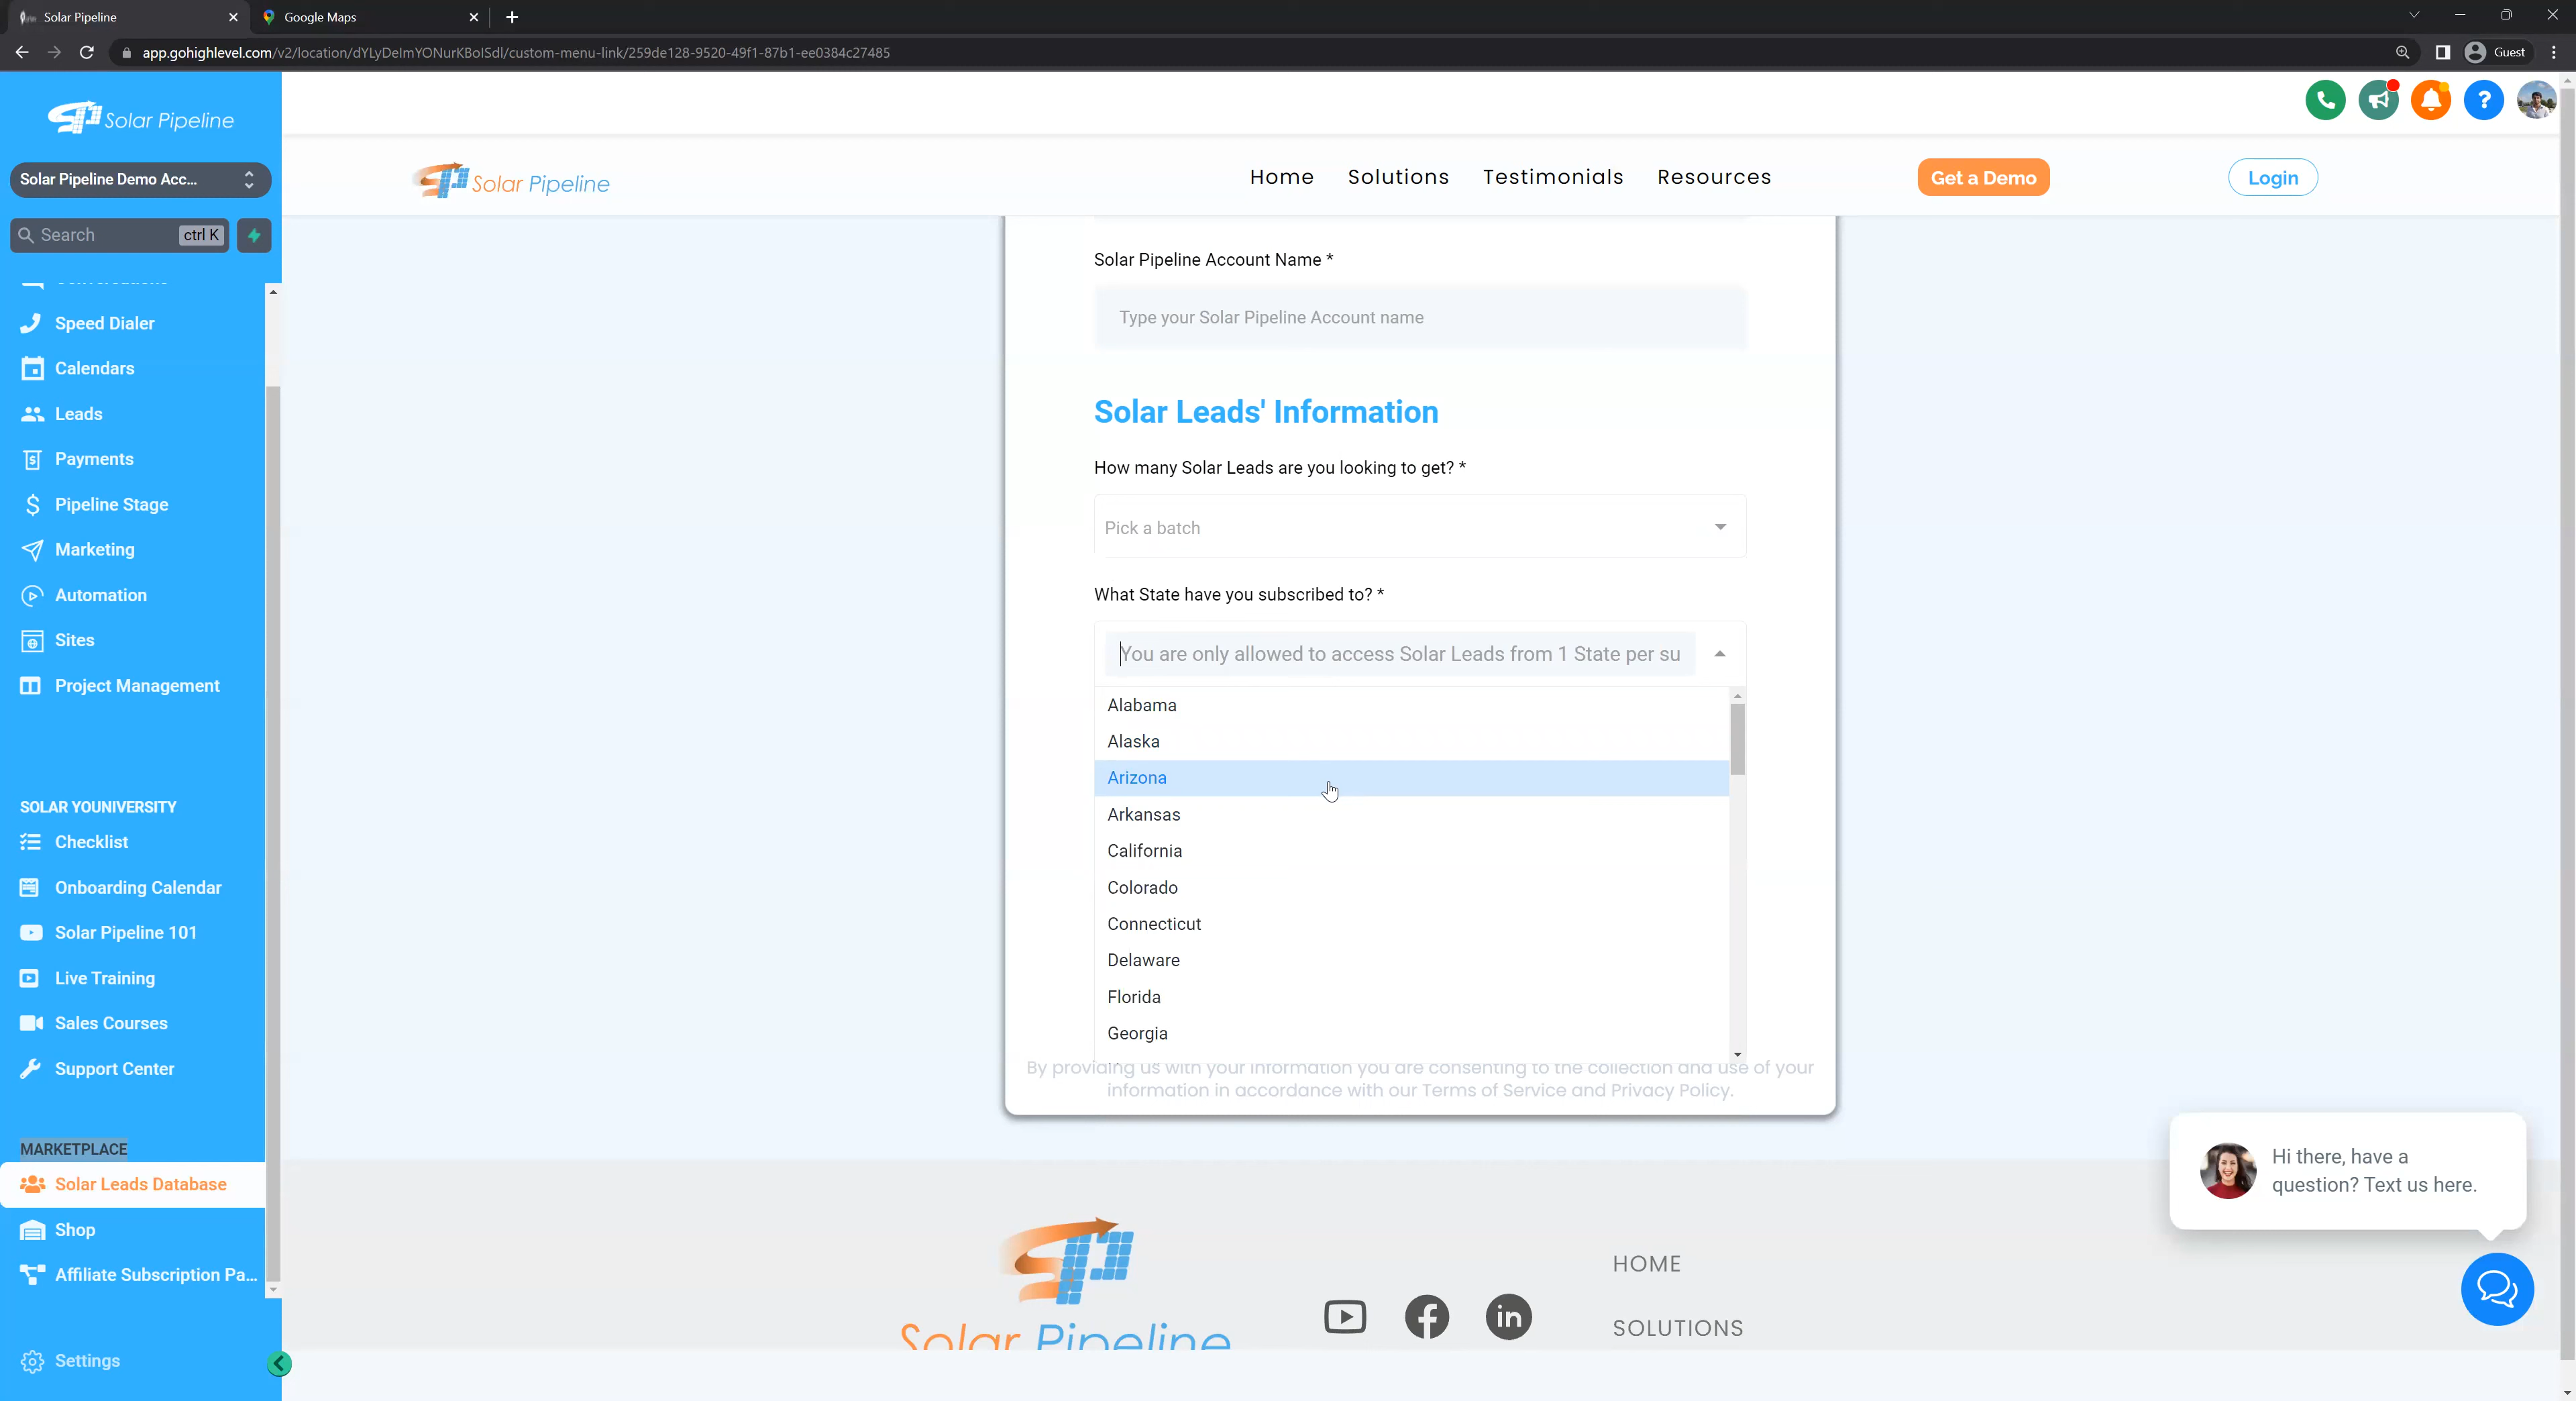 Solar Pipeline
Google Maps
app.gohighlevel.com/v2/location/dYLyDelmYONurKBolSdl/custom-menu-link/259de128-9520-49f1-87b1-ee0384c27485
Guest
Solar Pipeline
Solar Pipeline Demo Acc...
Search ctrl K
Speed Dialer
Calendars
Leads
Payments
Pipeline Stage
Marketing
Automation
Sites
Project Management
SOLAR YOUNIVERSITY
Checklist
Onboarding Calendar
Solar Pipeline 101
Live Training
Sales Courses
Support Center
MARKETPLACE
Solar Leads Database
Shop
Affiliate Subscription Pa...
Settings
Solar Pipeline
Home Solutions Testimonials Resources
Get a Demo
Login
Solar Pipeline Account Name *
Type your Solar Pipeline Account name
Solar Leads' Information
How many Solar Leads are you looking to get? *
Pick a batch
What State have you subscribed to? *
You are only allowed to access Solar Leads from 1 State per su
Alabama
Alaska
Arizona
Arkansas
California
Colorado
Connecticut
Delaware
Florida
Georgia
By providing us with your information you are consenting to the collection and use of your
information in accordance with our Terms of Service and Privacy Policy.
Hi there, have a
question? Text us here.
Solar Pipeline
HOME
SOLUTIONS